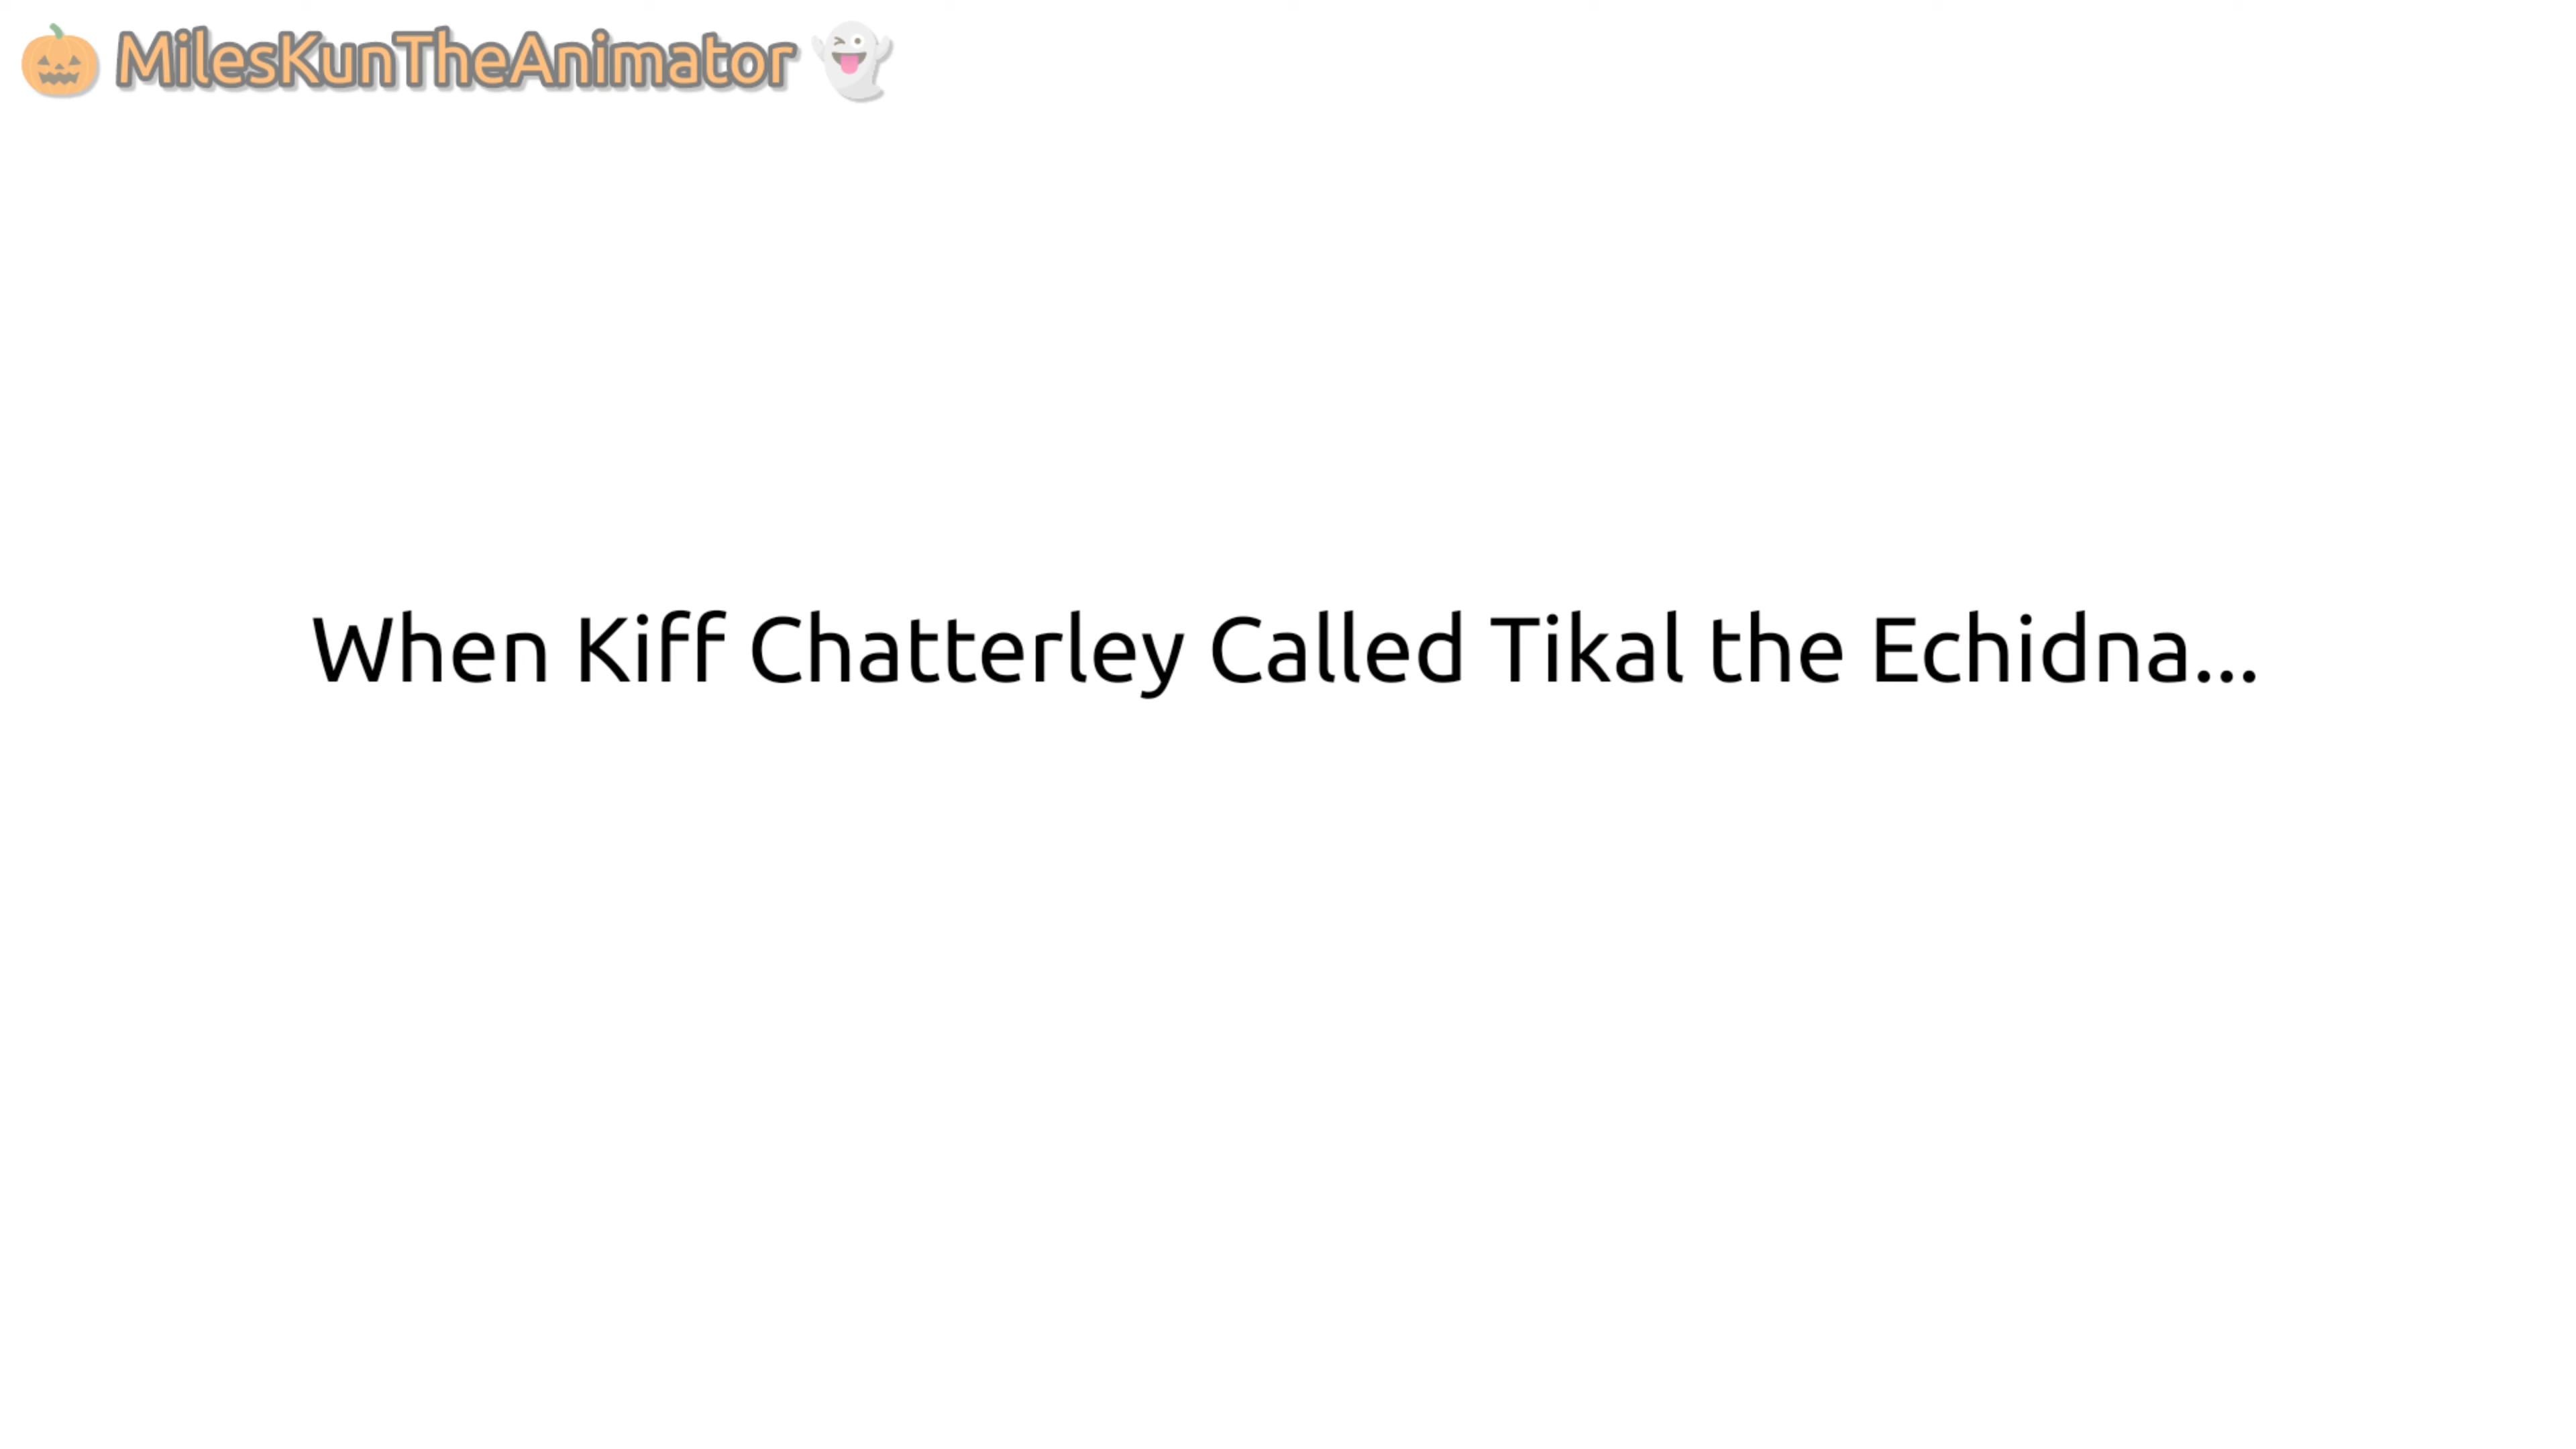 🎃 MilesKunTheAnimator 👻
When Kiff Chatterley Called Tikal the Echidna...